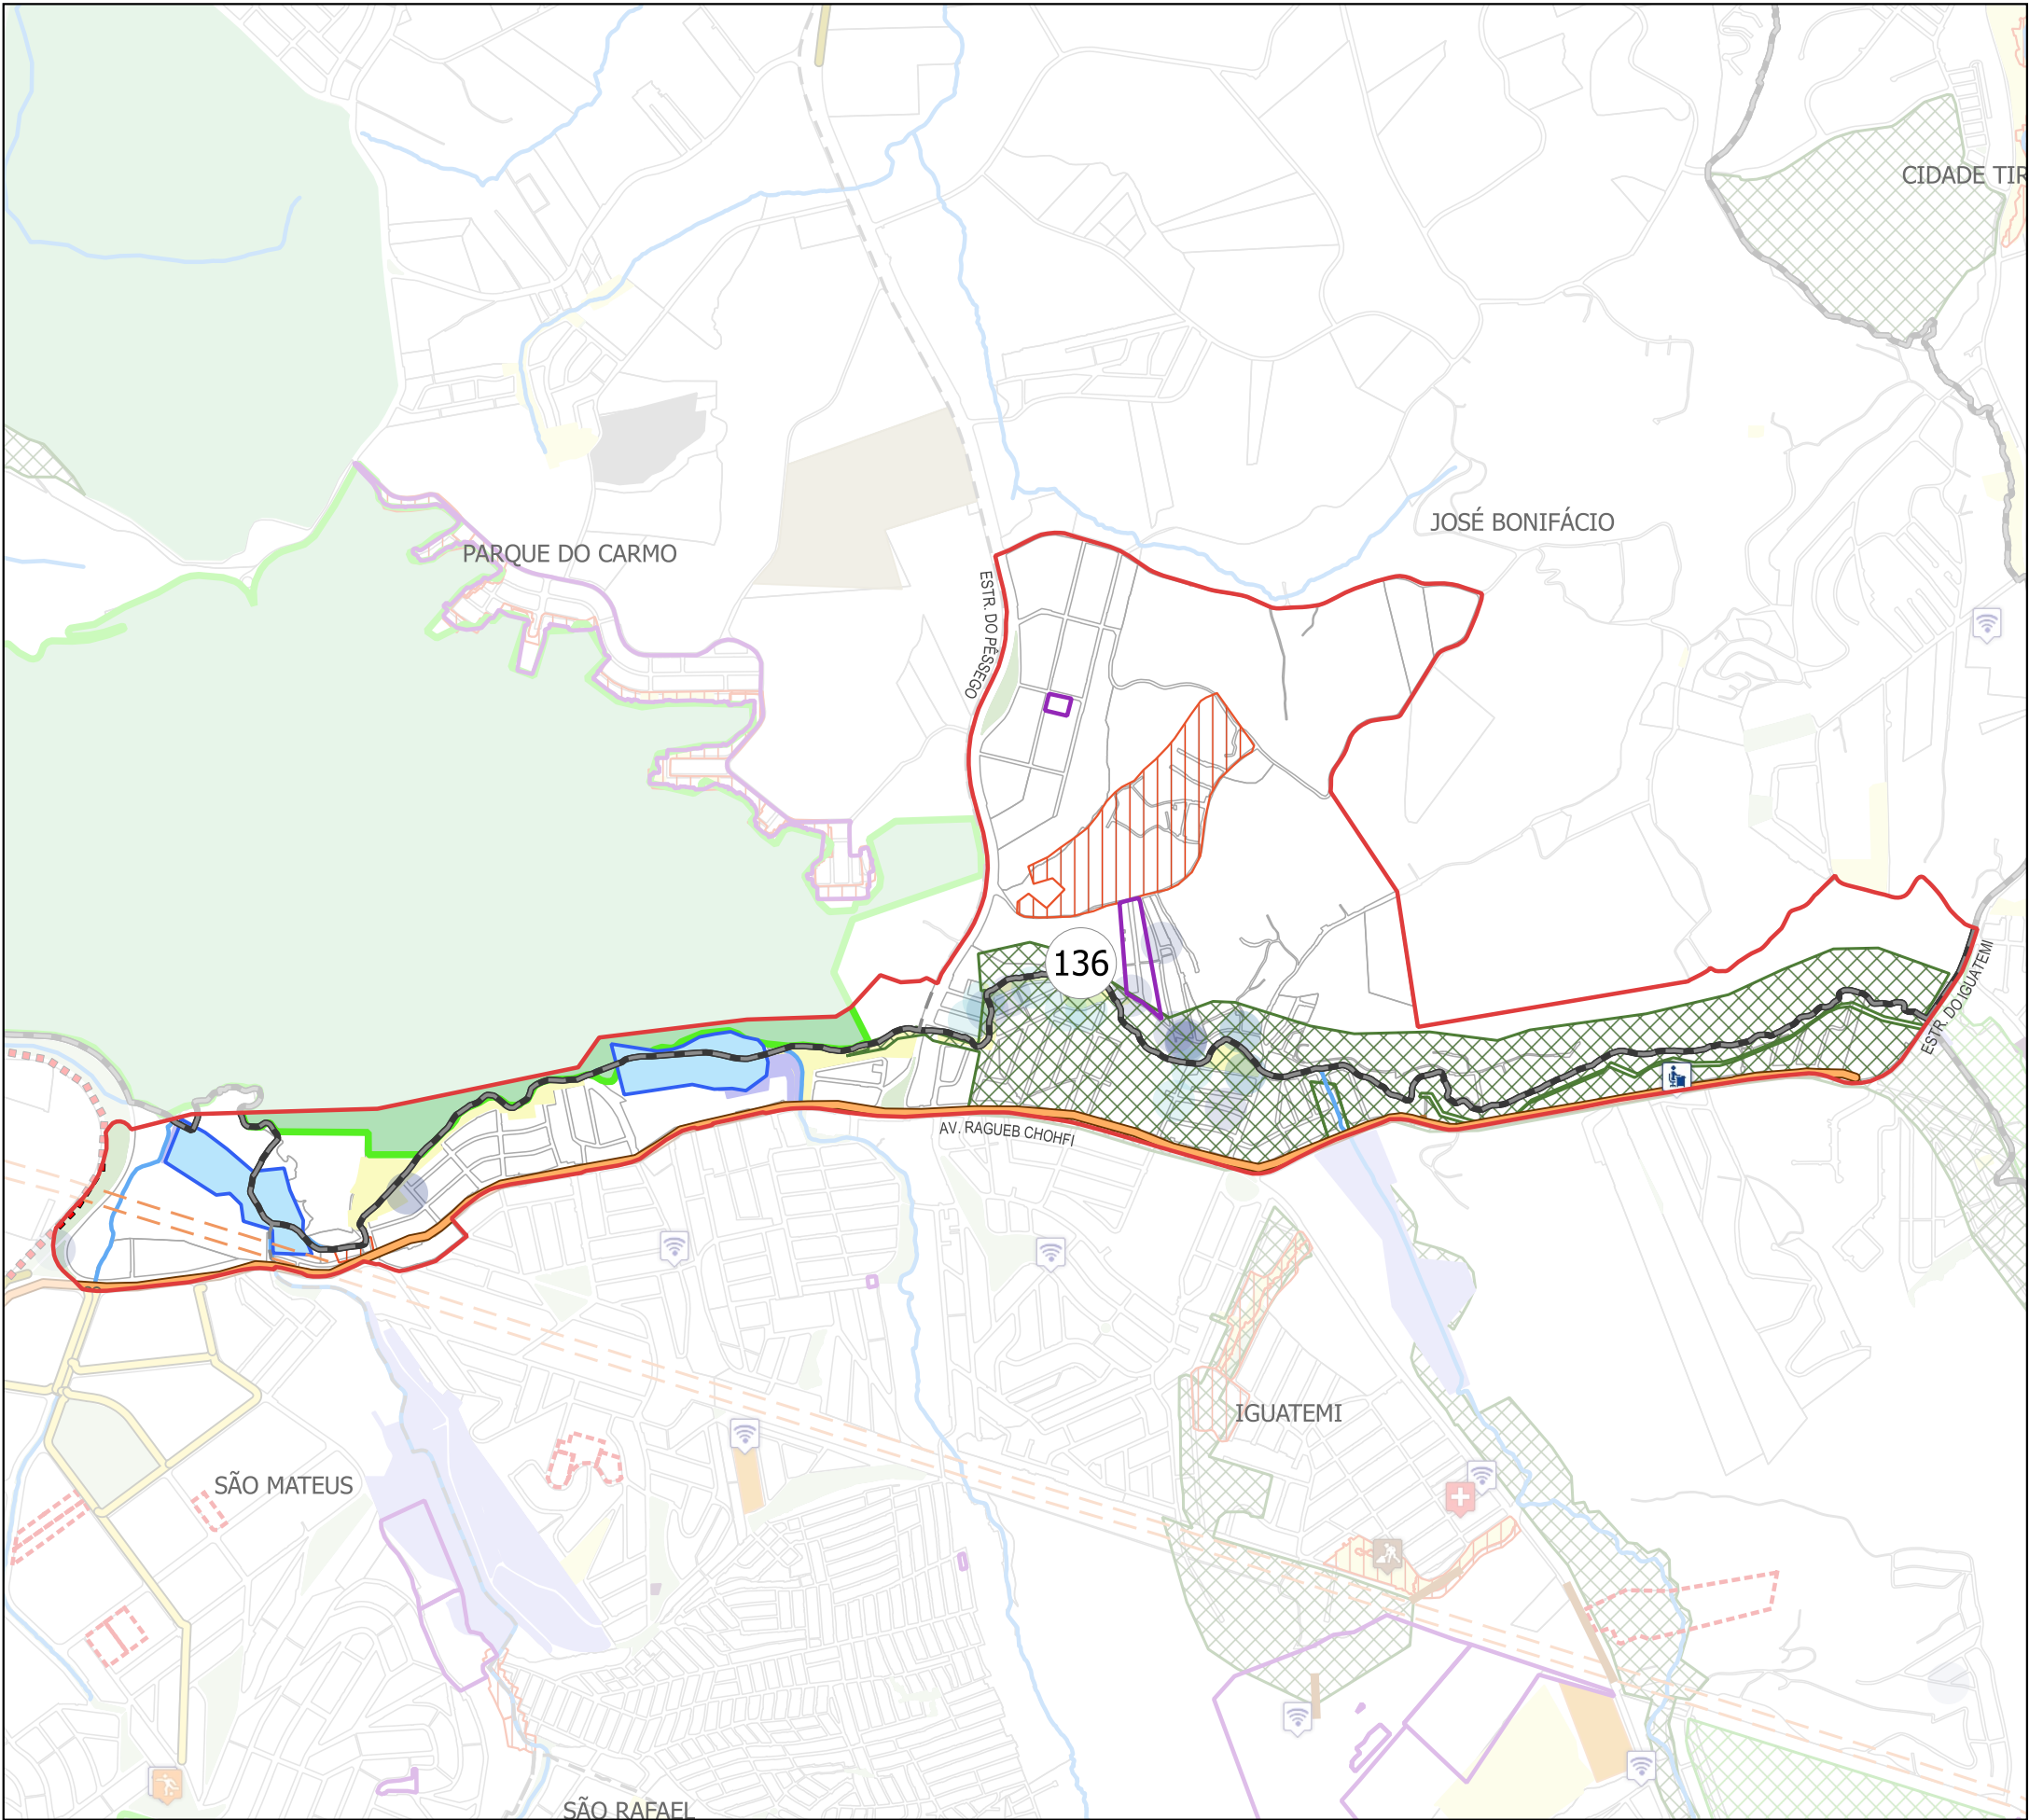 CIDADE TIR
JOSÉ BONIFÁCIO
PARQUE DO CARMO
ESTR. DO PÊSSEGO
136
ESTR. DO IGUATEMI
AV. RAGUEB CHOHFI
IGUATEMI
SÃO MATEUS
SÃO RAFAEL